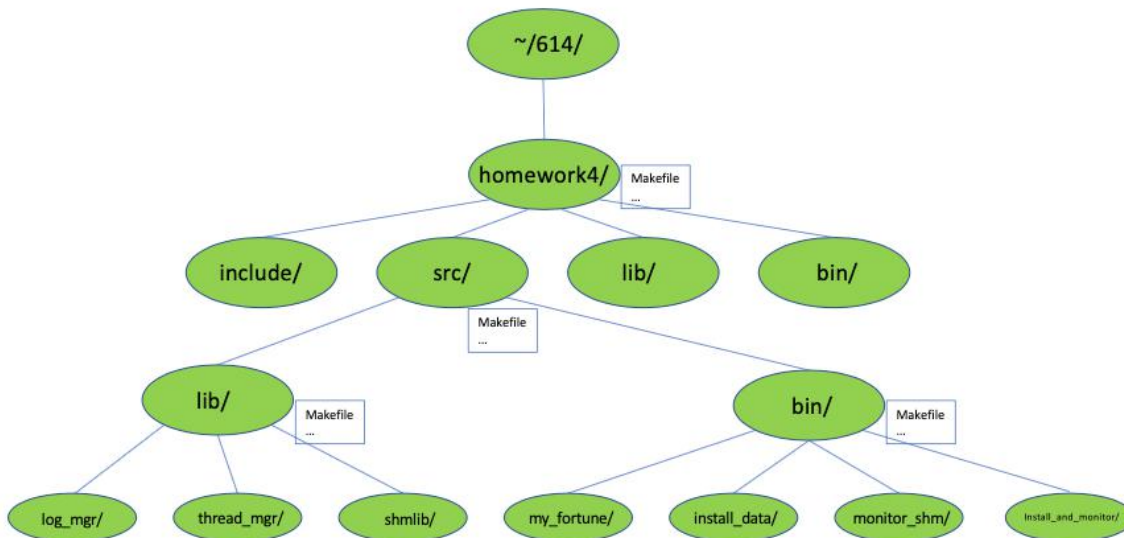 ~/614/
homework4/
Makefile
...
include/
src/
lib/
bin/
Makefile
...
lib/
Makefile
...
bin/
Makefile
...
log_mgr/
thread_mgr/
shmlib/
my_fortune/
install_data/
monitor_shm/
Install_and_monitor/